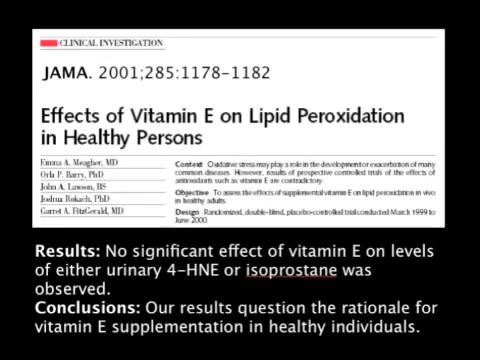 CLINICAL INVESTIGATION
JAMA. 2001;285:1178-1182
Effects of Vitamin E on Lipid Peroxidation
in Healthy Persons
Emma A. Meagher, MD
Orla P. Barry, PhD
John A. Lawson, BS
Joshua Rokach, PhD
Garret A. FitzGerald, MD
Context Oxidative stress may play a role in the development or exacerbation of many
common diseases. However, results of prospective controlled trials of the effects of
antioxidants such as vitamin E are contradictory.
Objective To assess the effects of supplemental vitamin E on lipid peroxidation in vivo
in healthy adults.
Design Randomized, double-blind, placebo-controlled trial conducted March 1999 to
June 2000.
Results: No significant effect of vitamin E on levels
of either urinary 4-HNE or isoprostane was
observed.
Conclusions: Our results question the rationale for
vitamin E supplementation in healthy individuals.